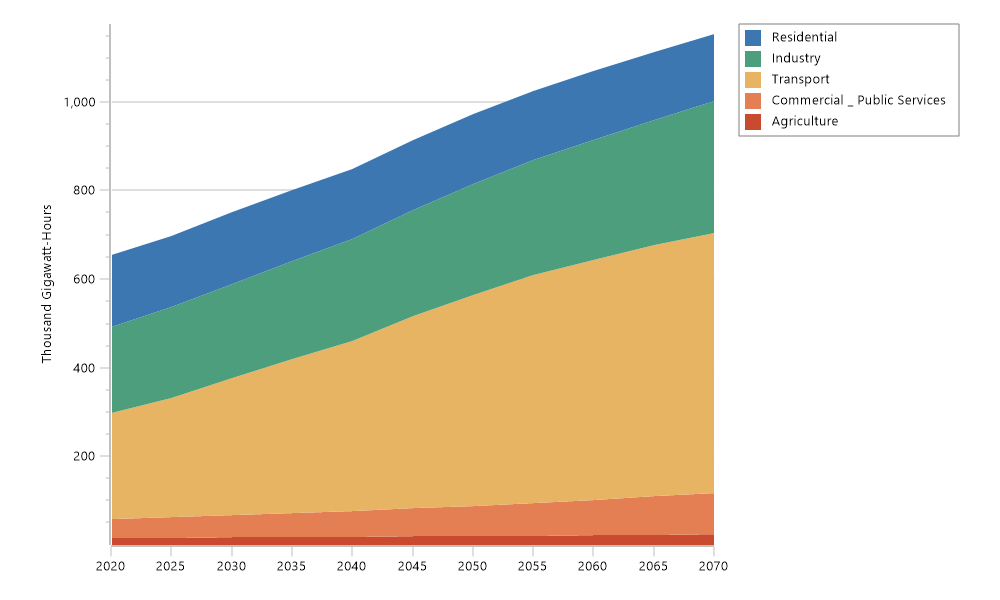 Residential
Industry
Transport
Commercial _ Public Services
Agriculture
Thousand Gigawatt-Hours
1,000
800
600
400
200
2020 2025 2030 2035 2040 2045 2050 2055 2060 2065 2070